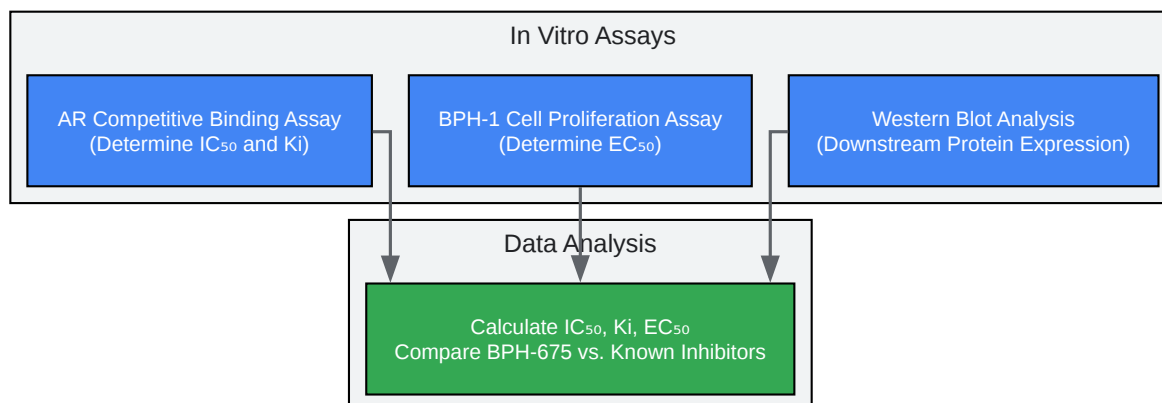 In Vitro Assays
AR Competitive Binding Assay
(Determine IC₅₀ and Ki)
BPH-1 Cell Proliferation Assay
(Determine EC₅₀)
Western Blot Analysis
(Downstream Protein Expression)
Data Analysis
Calculate IC₅₀, Ki, EC₅₀
Compare BPH-675 vs. Known Inhibitors